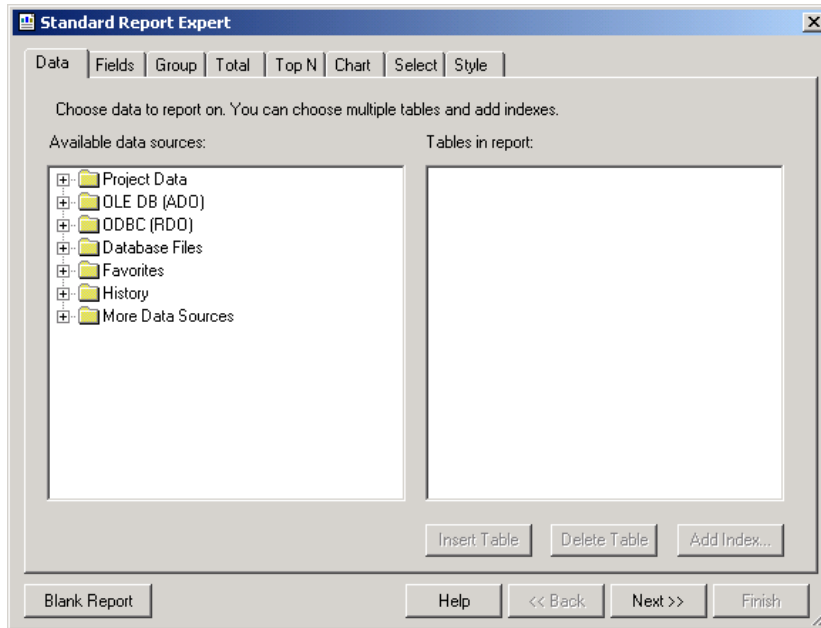 Standard Report Expert
Data Fields Group Total Top N Chart Select Style
Choose data to report on. You can choose multiple tables and add indexes.
Available data sources: Tables in report:
Project Data
OLE DB (ADO)
ODBC (RDO)
Database Files
Favorites
History
More Data Sources
Insert Table Delete Table Add Index...
Blank Report Help << Back Next >> Finish